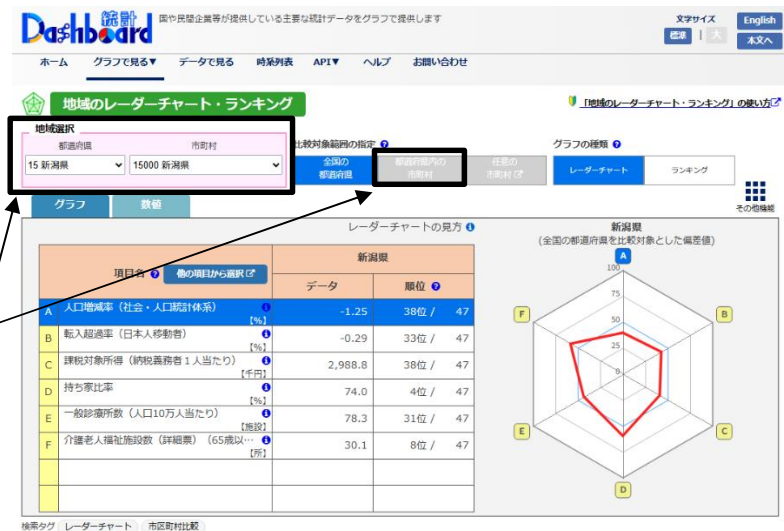 統計
Dashboard
国や民間企業等が提供している主要な統計データをグラフで提供します
文字サイズ
標準 | 大
English
本文へ
ホーム グラフで見る▼ データで見る 時系列表 API▼ ヘルプ お問い合わせ
地域のレーダーチャート・ランキング
「地域のレーダーチャート・ランキング」の使い方
地域選択
都道府県 市町村
15 新潟県 15000 新潟県
比較対象範囲の指定
全国の
都道府県
都道府県内の
市町村
任意の
市町村
グラフの種類
レーダーチャート ランキング
その他機能
グラフ 数値
レーダーチャートの見方
項目名 他の項目から選択
新潟県
データ 順位
A 人口増減率（社会・人口統計体系） 【%】 -1.25 38位 / 47
B 転入超過率（日本人移動者） 【%】 -0.29 33位 / 47
C 課税対象所得（納税義務者１人当たり） 【千円】 2,988.8 38位 / 47
D 持ち家比率 【%】 74.0 4位 / 47
E 一般診療所数（人口10万人当たり） 【施設】 78.3 31位 / 47
F 介護老人福祉施設数（詳細票）（65歳以… 【所】 30.1 8位 / 47
新潟県
(全国の都道府県を比較対象とした偏差値)
A
100
75
50
25
0
F
B
E
C
D
検索タグ レーダーチャート 市区町村比較